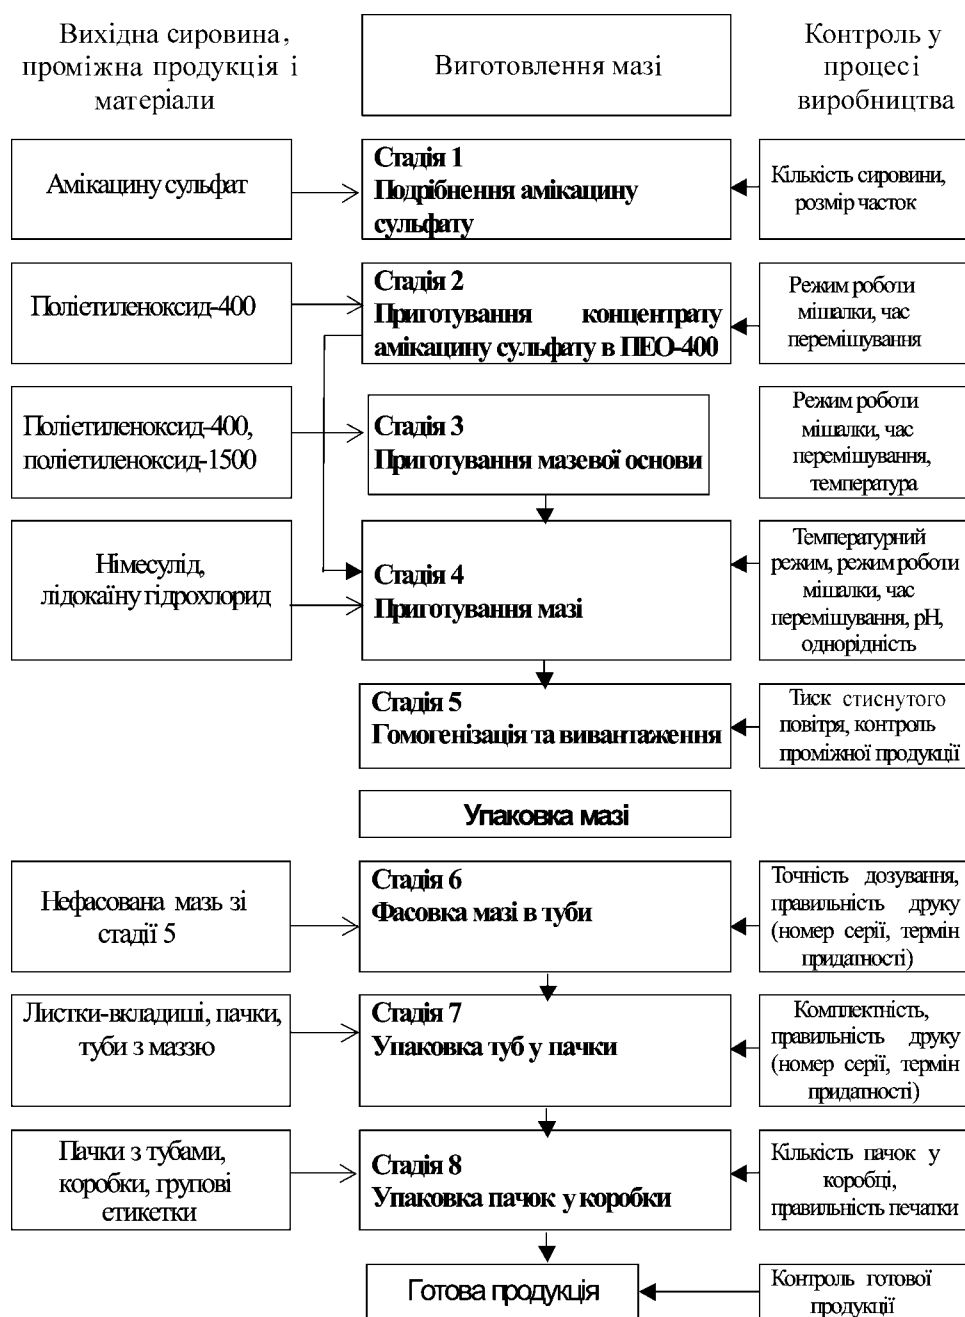 Вихідна сировина,
проміжна продукція і
матеріали
Виготовлення мазі
Контроль у
процесі
виробництва
Амікацину сульфат
Стадія 1
Подрібнення амікацину
сульфату
Кількість сировини,
розмір часток
Поліетиленоксид-400
Стадія 2
Приготування концентрату
амікацину сульфату в ПЕО-400
Режим роботи
мішалки, час
перемішування
Поліетиленоксид-400,
поліетиленоксид-1500
Стадія 3
Приготування мазевої основи
Режим роботи
мішалки, час
перемішування,
температура
Німесулід,
лідокаїну гідрохлорид
Стадія 4
Приготування мазі
Температурний
режим, режим роботи
мішалки, час
перемішування, рН,
однорідність
Стадія 5
Гомогенізація та вивантаження
Тиск стиснутого
повітря, контроль
проміжної продукції
Упаковка мазі
Нефасована мазь зі
стадії 5
Стадія 6
Фасовка мазі в туби
Точність дозування,
правильність друку
(номер серії, термін
придатності)
Листки-вкладиші, пачки,
туби з маззю
Стадія 7
Упаковка туб у пачки
Комплектність,
правильність друку
(номер серії, термін
придатності)
Пачки з тубами,
коробки, групові
етикетки
Стадія 8
Упаковка пачок у коробки
Кількість пачок у
коробці,
правильність печатки
Готова продукція
Контроль готової
продукції